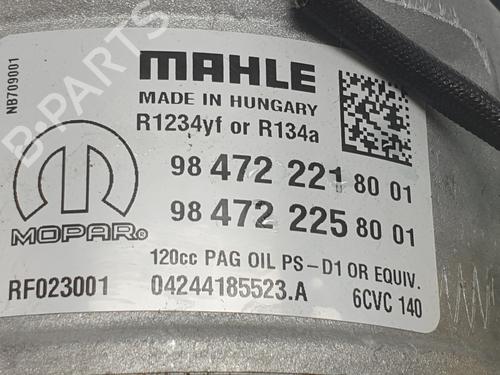 NB709001
MAHLE
MADE IN HUNGARY
R1234yf or R134a
98 472 221 80 01
98 472 225 80 01
MOPAR®
120cc PAG OIL PS-D1 OR EQUIV.
RF023001 04244185523.A 6CVC 140
B-PARTS